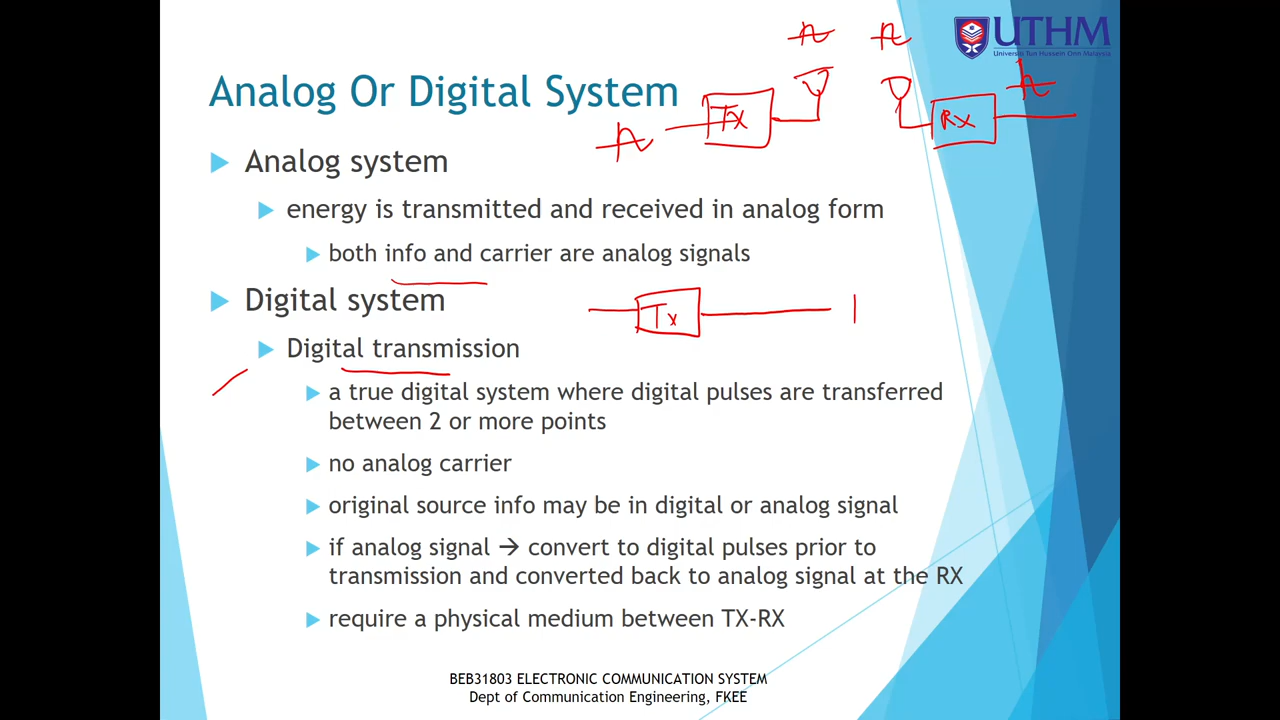 UTHM
Universiti Tun Hussein Onn Malaysia
Analog Or Digital System
Tx
RX
Analog system
energy is transmitted and received in analog form
both info and carrier are analog signals
Digital system
Tx
Digital transmission
a true digital system where digital pulses are transferred
between 2 or more points
no analog carrier
original source info may be in digital or analog signal
if analog signal → convert to digital pulses prior to
transmission and converted back to analog signal at the RX
require a physical medium between TX-RX
BEB31803 ELECTRONIC COMMUNICATION SYSTEM
Dept of Communication Engineering, FKEE